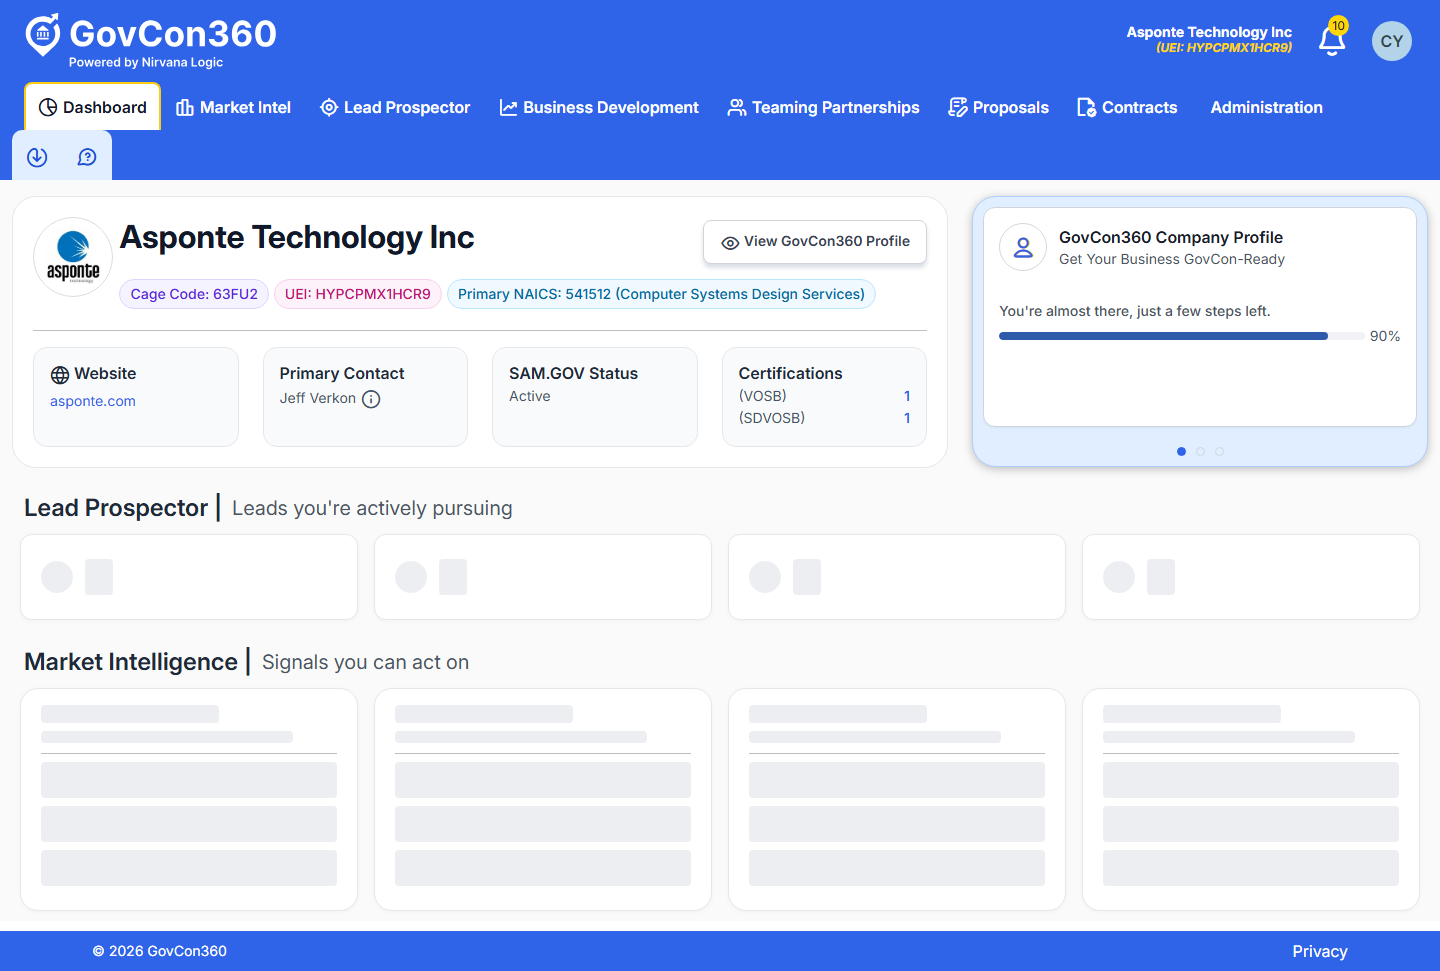 GovCon360
Powered by Nirvana Logic
Asponte Technology Inc
(UEI: HYPCPMX1HCR9)
10
CY
Dashboard
Market Intel
Lead Prospector
Business Development
Teaming Partnerships
Proposals
Contracts
Administration
asponte
technology
Asponte Technology Inc
View GovCon360 Profile
Cage Code: 63FU2
UEI: HYPCPMX1HCR9
Primary NAICS: 541512 (Computer Systems Design Services)
Website
asponte.com
Primary Contact
Jeff Verkon
SAM.GOV Status
Active
Certifications
(VOSB) 1
(SDVOSB) 1
GovCon360 Company Profile
Get Your Business GovCon-Ready
You're almost there, just a few steps left.
90%
Lead Prospector | Leads you're actively pursuing
Market Intelligence | Signals you can act on
© 2026 GovCon360
Privacy